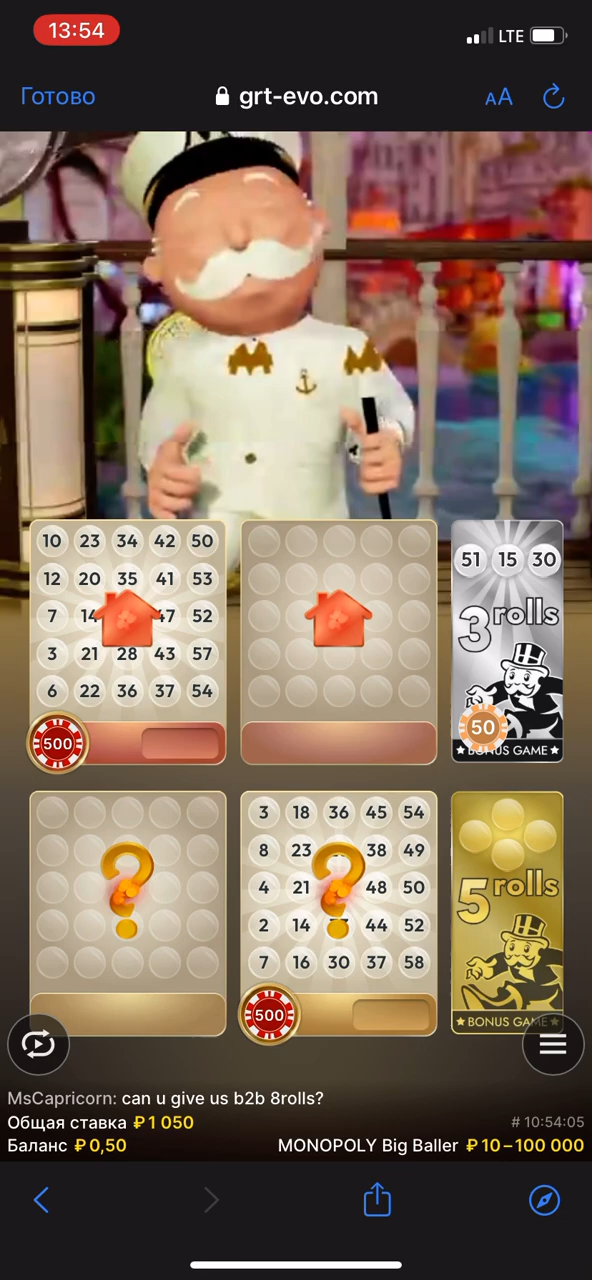 13:54
LTE
Готово
grt-evo.com
AA
10 23 34 42 50
12 20 35 41 53
7 14 47 52
3 21 28 43 57
6 22 36 37 54
500
51 15 30
3 rolls
50
BONUS GAME
3 18 36 45 54
8 23 38 49
4 21 48 50
2 14 44 52
7 16 30 37 58
500
5 rolls
BONUS GAME
MsCapricorn: can u give us b2b 8rolls?
Общая ставка ₽1 050
# 10:54:05
Баланс ₽0,50
MONOPOLY Big Baller ₽10–100 000